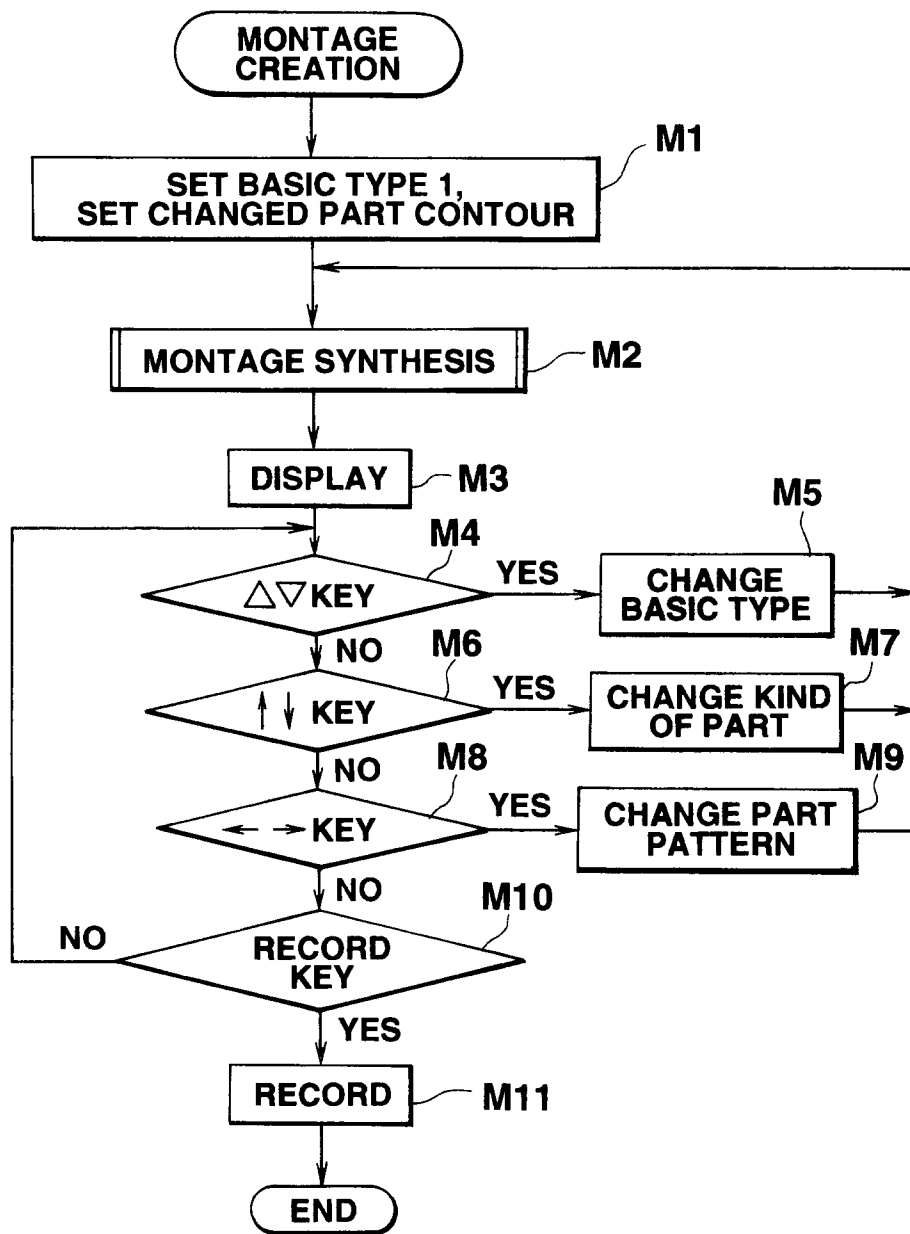 MONTAGE
CREATION
M1
SET BASIC TYPE 1,
SET CHANGED PART CONTOUR
MONTAGE SYNTHESIS
M2
DISPLAY
M3
M4
△▽ KEY
YES
M5
CHANGE
BASIC TYPE
NO
M6
↑ ↓ KEY
YES
M7
CHANGE KIND
OF PART
NO
M8
← → KEY
YES
M9
CHANGE PART
PATTERN
NO
M10
RECORD
KEY
NO
YES
RECORD
M11
END